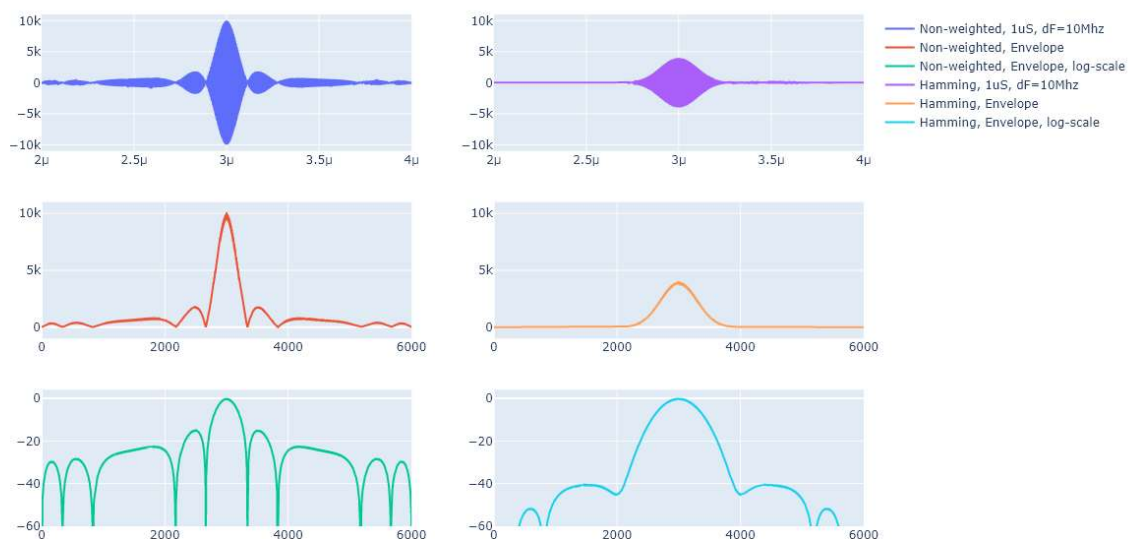 10k
5k
0
−5k
−10k
2μ
2.5μ
3μ
3.5μ
4μ
10k
5k
0
−5k
−10k
2μ
2.5μ
3μ
3.5μ
4μ
Non-weighted, 1uS, dF=10Mhz
Non-weighted, Envelope
Non-weighted, Envelope, log-scale
Hamming, 1uS, dF=10Mhz
Hamming, Envelope
Hamming, Envelope, log-scale
10k
5k
0
0
2000
4000
6000
10k
5k
0
0
2000
4000
6000
0
−20
−40
−60
0
2000
4000
6000
0
−20
−40
−60
0
2000
4000
6000